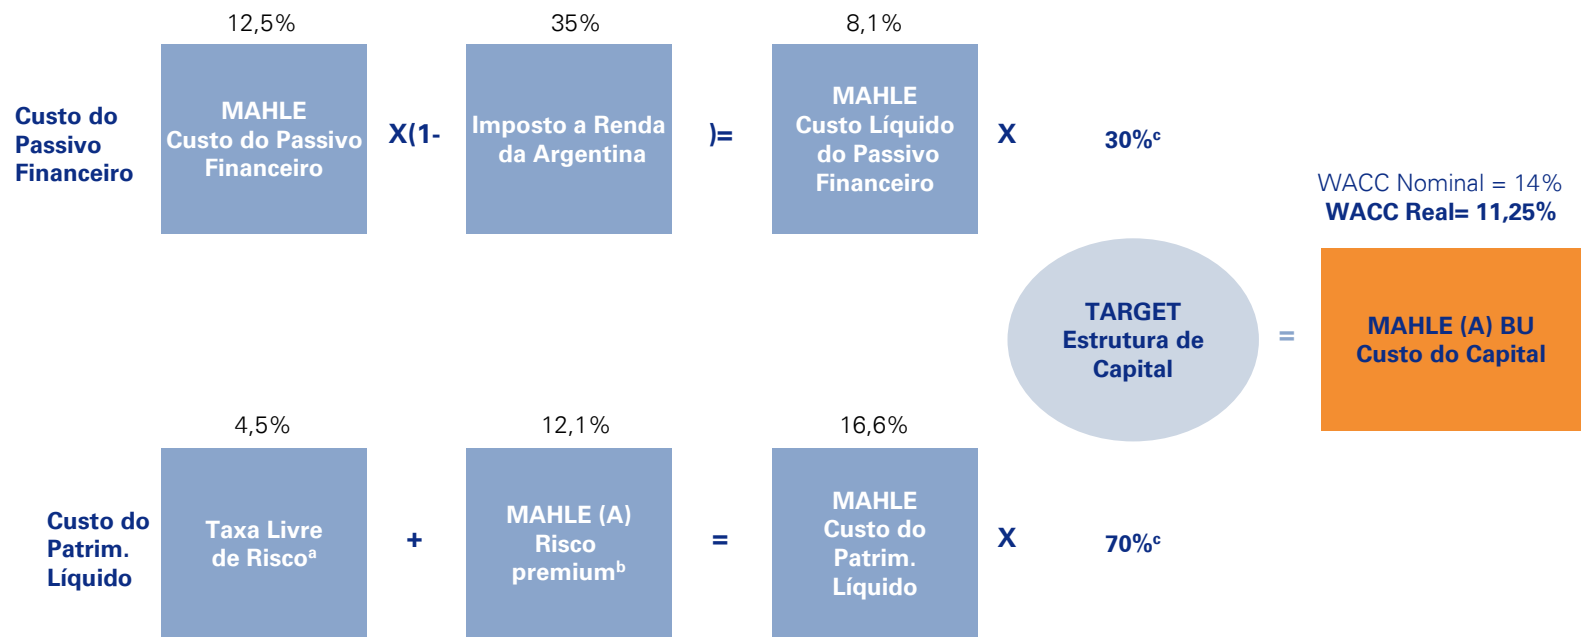 12,5%
35%
8,1%
Custo do
Passivo
Financeiro
MAHLE
Custo do Passivo
Financeiro
X(1-
Imposto a Renda
da Argentina
)=
MAHLE
Custo Líquido
do Passivo
Financeiro
X
30%ᶜ
WACC Nominal = 14%
WACC Real= 11,25%
TARGET
Estrutura de
Capital
=
MAHLE (A) BU
Custo do Capital
4,5%
12,1%
16,6%
Custo do
Patrim.
Líquido
Taxa Livre
de Riscoᵃ
+
MAHLE (A)
Risco
premiumᵇ
=
MAHLE
Custo do
Patrim.
Líquido
X
70%ᶜ